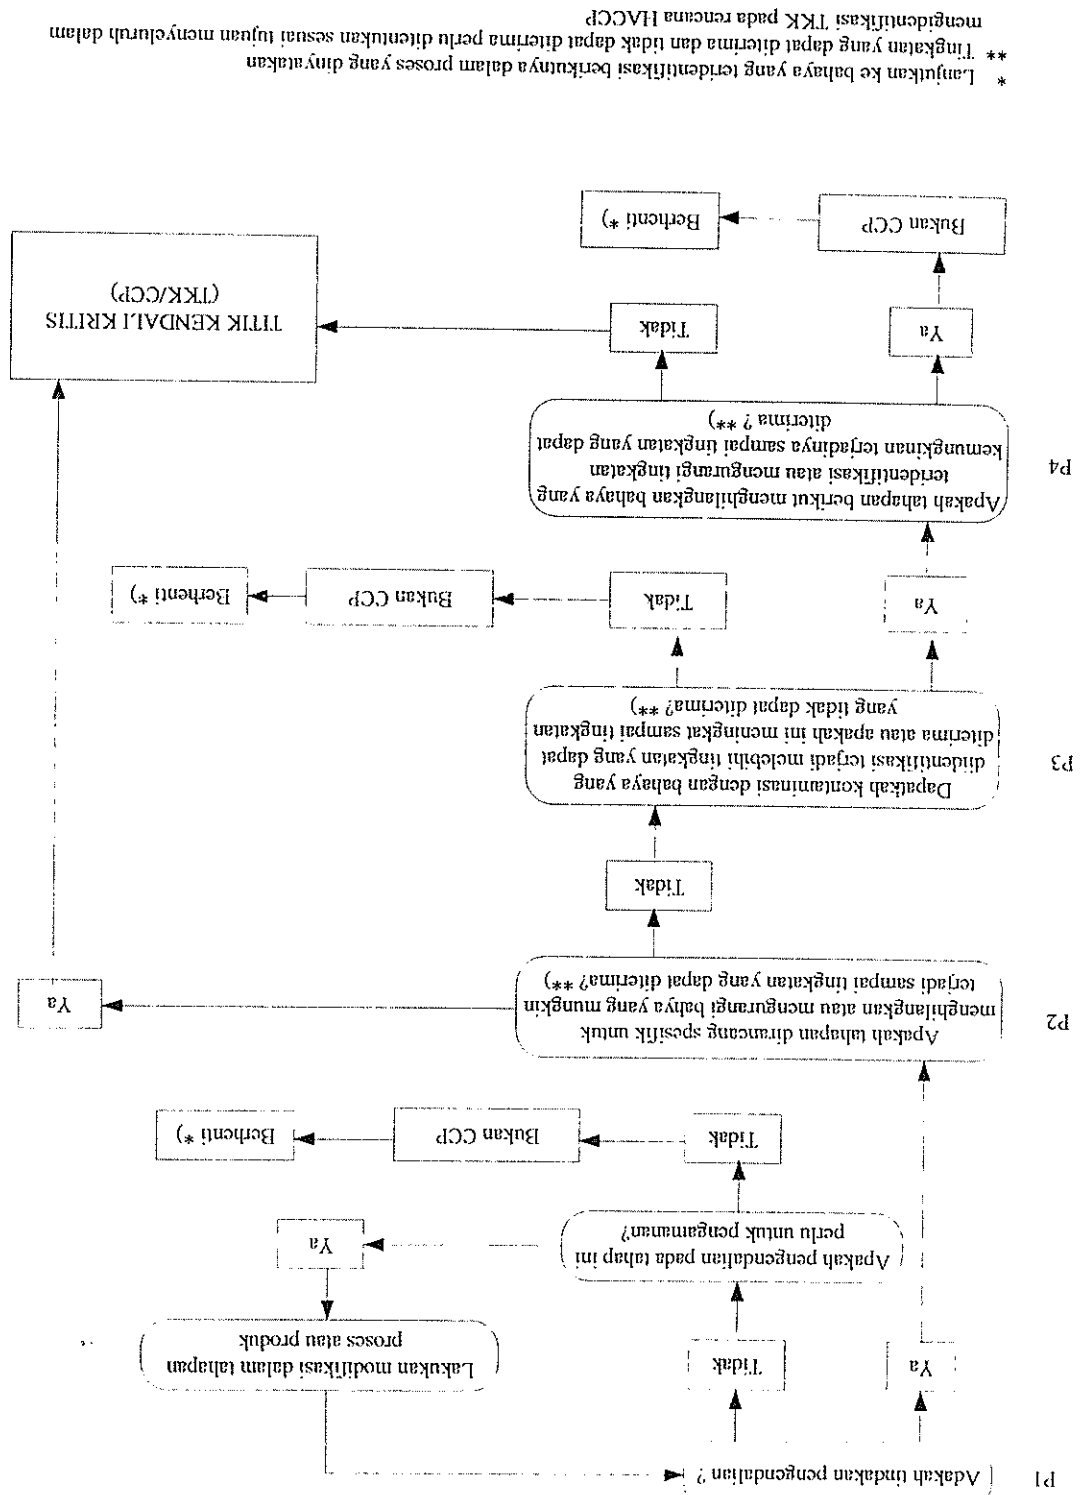 P1
Adakah tindakan pengendalian ?
Ya
Tidak
Lakukan modifikasi dalam tahapan
proses atau produk
Apakah pengendalian pada tahap ini
perlu untuk pengamanan?
Ya
Tidak
Bukan CCP
Berhenti *)
P2
Apakah tahapan dirancang spesifik untuk
menghilangkan atau mengurangi bahya yang mungkin
terjadi sampai tingkatan yang dapat diterima? **)
Ya
Tidak
P3
Dapatkah kontaminasi dengan bahaya yang
diidentifikasi terjadi melebihi tingkatan yang dapat
diterima atau apakah ini meningkat sampai tingkatan
yang tidak dapat diterima? **)
Ya
Tidak
Bukan CCP
Berhenti *)
P4
Apakah tahapan berikut menghilangkan bahaya yang
teridentifikasi atau mengurangi tingkatan
kemungkinan terjadinya sampai tingkatan yang dapat
diterima ? **)
Ya
Tidak
TITIK KENDALI KRITIS
(TKK/CCP)
Bukan CCP
Berhenti *)
* Lanjutkan ke bahaya yang teridentifikasi berikutnya dalam proses yang dinyatakan
** Tingkatan yang dapat diterima dan tidak dapat diterima perlu ditentukan sesuai tujuan menyeluruh dalam
mengidentifikasi TKK pada rencana HACCP